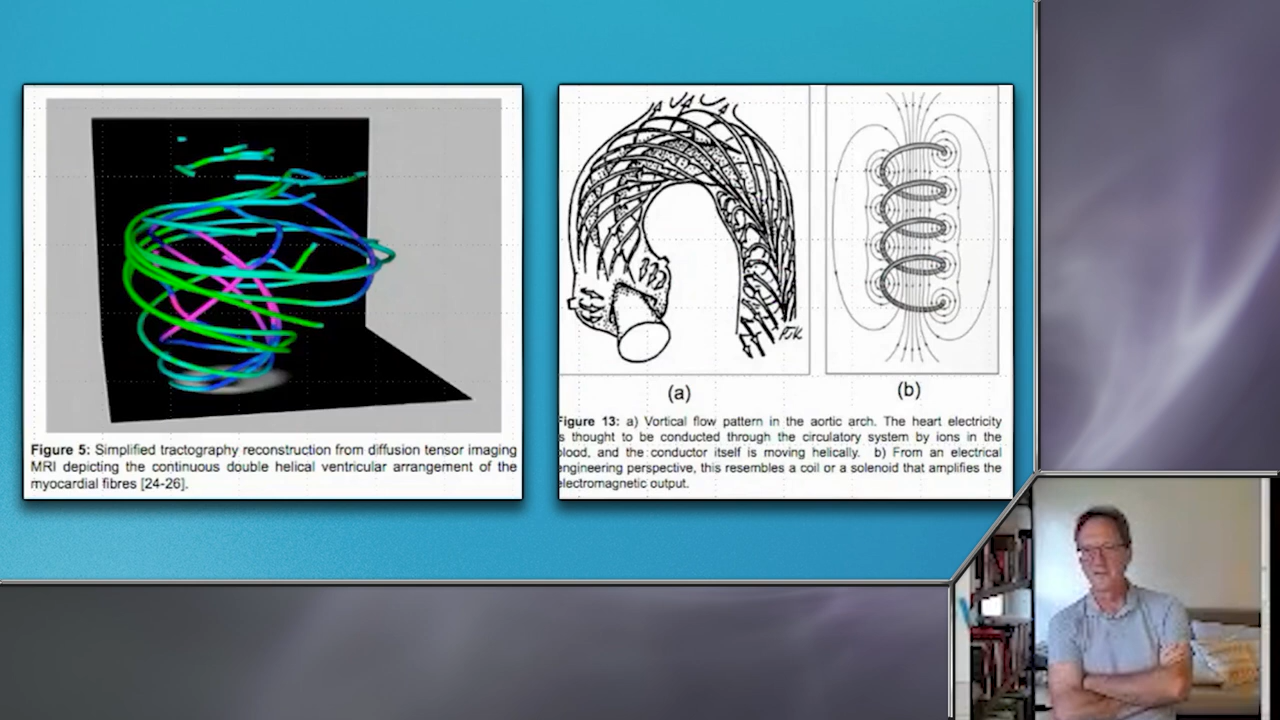 Figure 5: Simplified tractography reconstruction from diffusion tensor imaging
MRI depicting the continuous double helical ventricular arrangement of the
myocardial fibres [24-26].
PJK
(a)
(b)
igure 13: a) Vortical flow pattern in the aortic arch. The heart electricity
s thought to be conducted through the circulatory system by ions in the
lood, and the conductor itself is moving helically. b) From an electrical
engineering perspective, this resembles a coil or a solenoid that amplifies the
electromagnetic output.